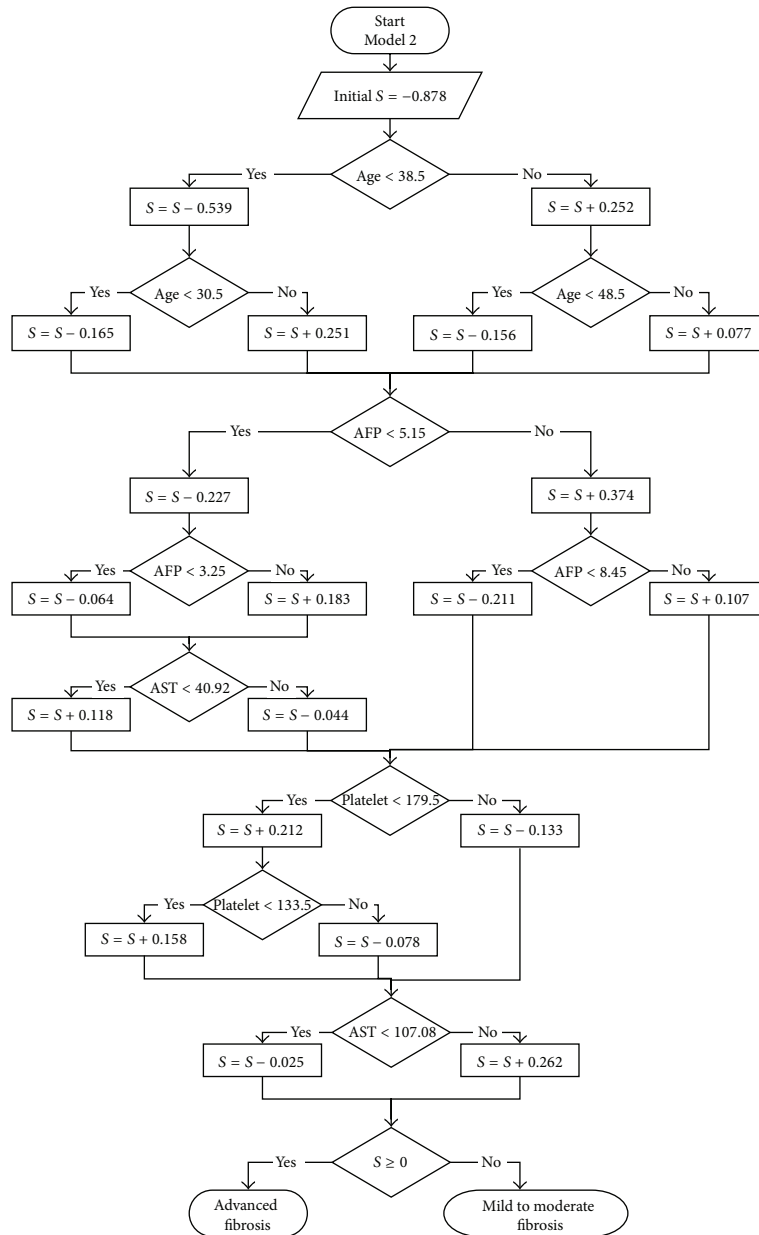 Start
Model 2
Initial S = −0.878
Age < 38.5
Yes
No
S = S − 0.539
S = S + 0.252
Age < 30.5
Yes
No
Age < 48.5
Yes
No
S = S − 0.165
S = S + 0.251
S = S − 0.156
S = S + 0.077
AFP < 5.15
Yes
No
S = S − 0.227
S = S + 0.374
AFP < 3.25
Yes
No
AFP < 8.45
Yes
No
S = S − 0.064
S = S + 0.183
S = S − 0.211
S = S + 0.107
AST < 40.92
Yes
No
S = S + 0.118
S = S − 0.044
Platelet < 179.5
Yes
No
S = S + 0.212
S = S − 0.133
Platelet < 133.5
Yes
No
S = S + 0.158
S = S − 0.078
AST < 107.08
Yes
No
S = S − 0.025
S = S + 0.262
S ≥ 0
Yes
No
Advanced
fibrosis
Mild to moderate
fibrosis